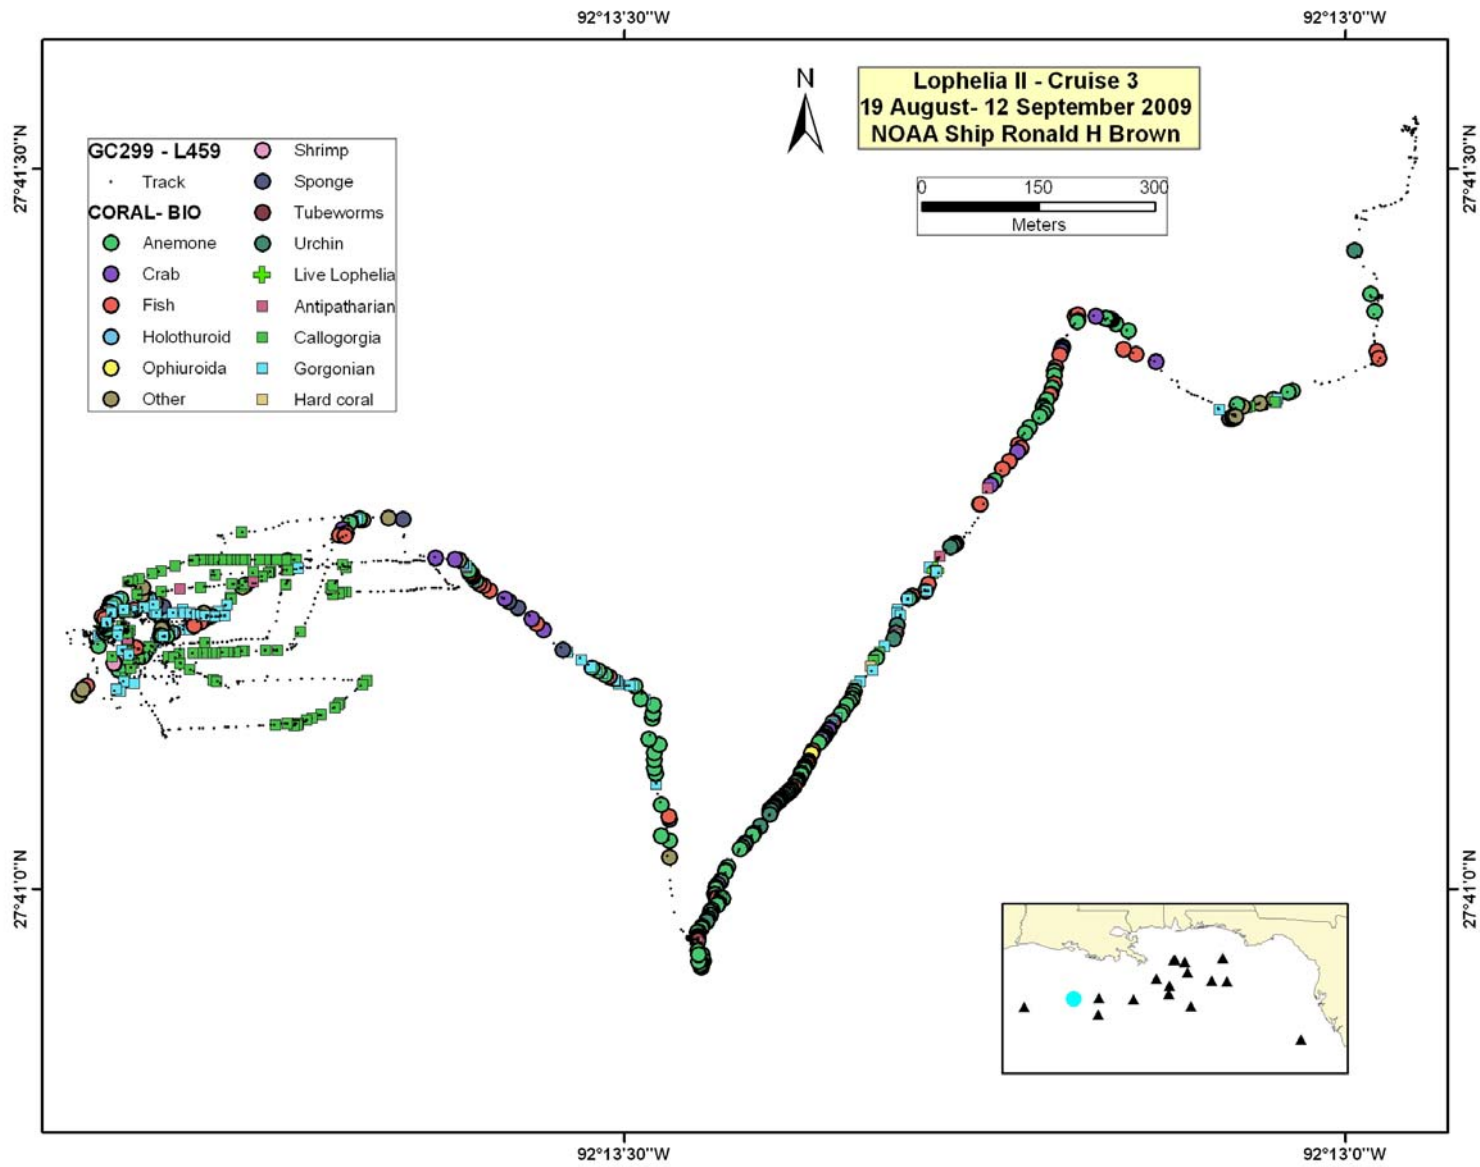 92°13'30"W
92°13'0"W
N
Lophelia II - Cruise 3
19 August- 12 September 2009
NOAA Ship Ronald H Brown
27°41'30"N
27°41'30"N
GC299 - L459
Track
CORAL- BIO
Anemone
Crab
Fish
Holothuroid
Ophiuroida
Other
Shrimp
Sponge
Tubeworms
Urchin
Live Lophelia
Antipatharian
Callogorgia
Gorgonian
Hard coral
0 150 300
Meters
27°41'0"N
27°41'0"N
92°13'30"W
92°13'0"W